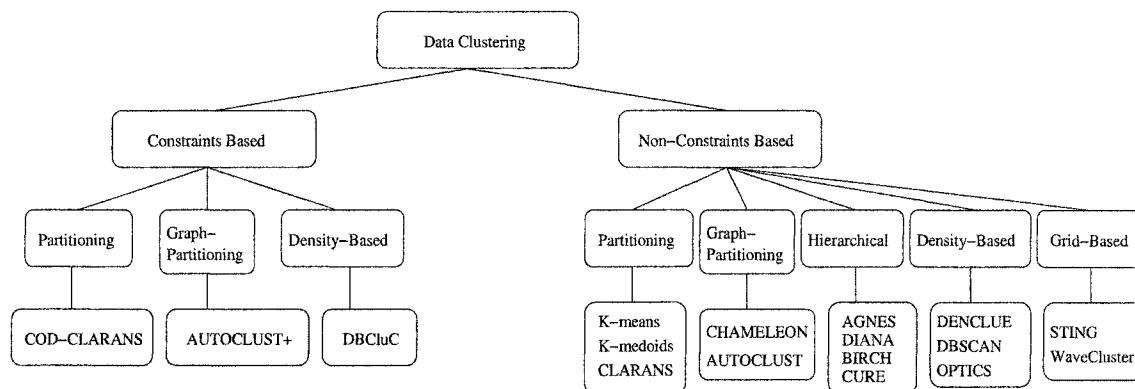 Data Clustering
Constraints Based
Non-Constraints Based
Partitioning
Graph-
Partitioning
Density-Based
Partitioning
Graph-
Partitioning
Hierarchical
Density-Based
Grid-Based
COD-CLARANS
AUTOCLUST+
DBCluC
K-means
K-medoids
CLARANS
CHAMELEON
AUTOCLUST
AGNES
DIANA
BIRCH
CURE
DENCLUE
DBSCAN
OPTICS
STING
WaveCluster